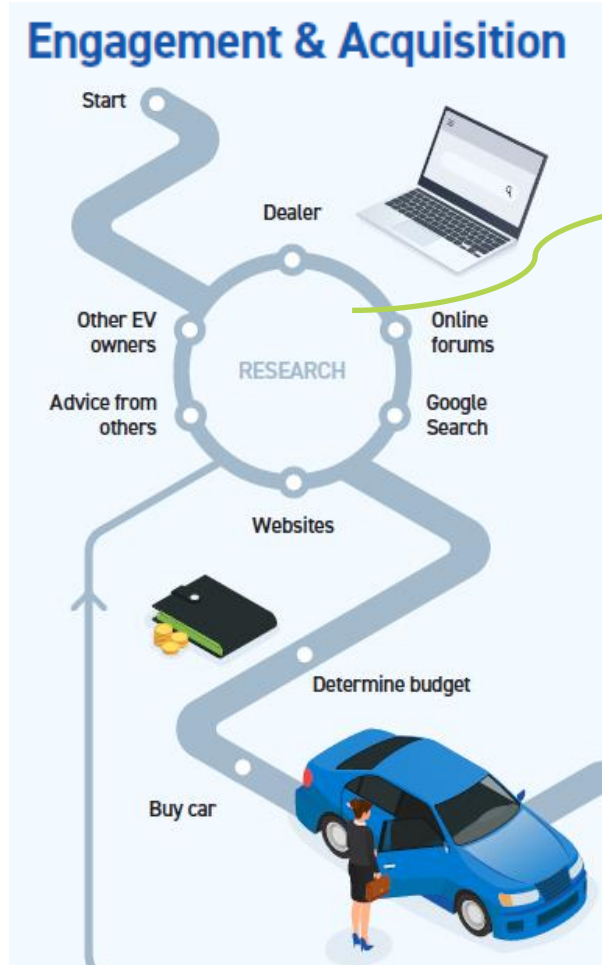 Engagement & Acquisition
Start
Dealer
Other EV
owners
Online
forums
RESEARCH
Advice from
others
Google
Search
Websites
Determine budget
Buy car